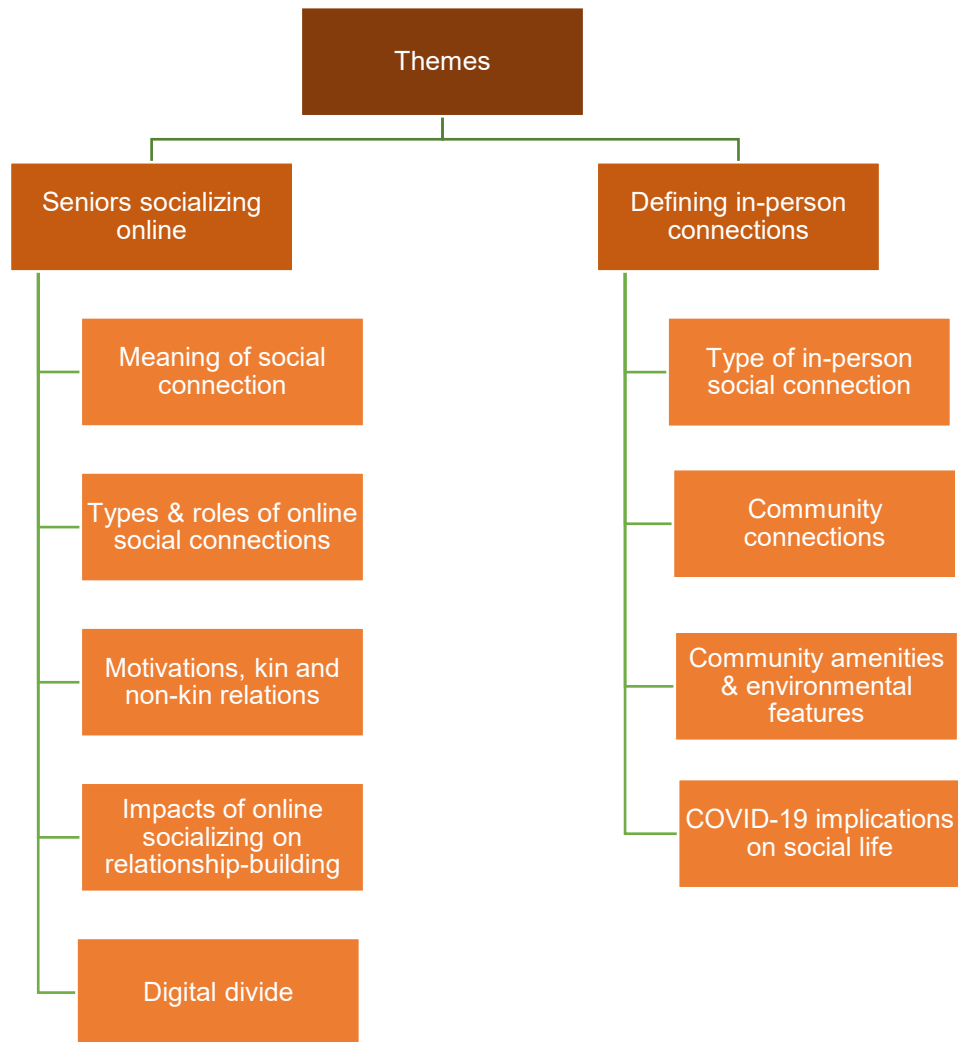 Themes
Seniors socializing
online
Defining in-person
connections
Meaning of social
connection
Types & roles of online
social connections
Motivations, kin and
non-kin relations
Impacts of online
socializing on
relationship-building
Digital divide
Type of in-person
social connection
Community
connections
Community amenities
& environmental
features
COVID-19 implications
on social life